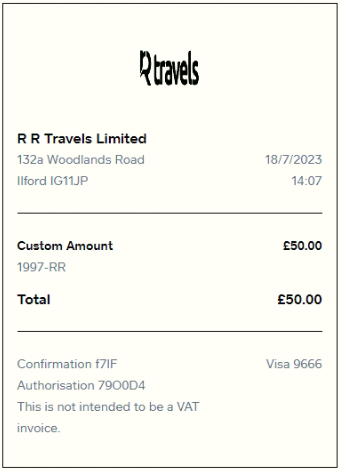 R travels
R R Travels Limited
132a Woodlands Road 18/7/2023
Ilford IG11JP 14:07
Custom Amount £50.00
1997-RR
Total £50.00
Confirmation f7IF Visa 9666
Authorisation 79O0D4
This is not intended to be a VAT
invoice.